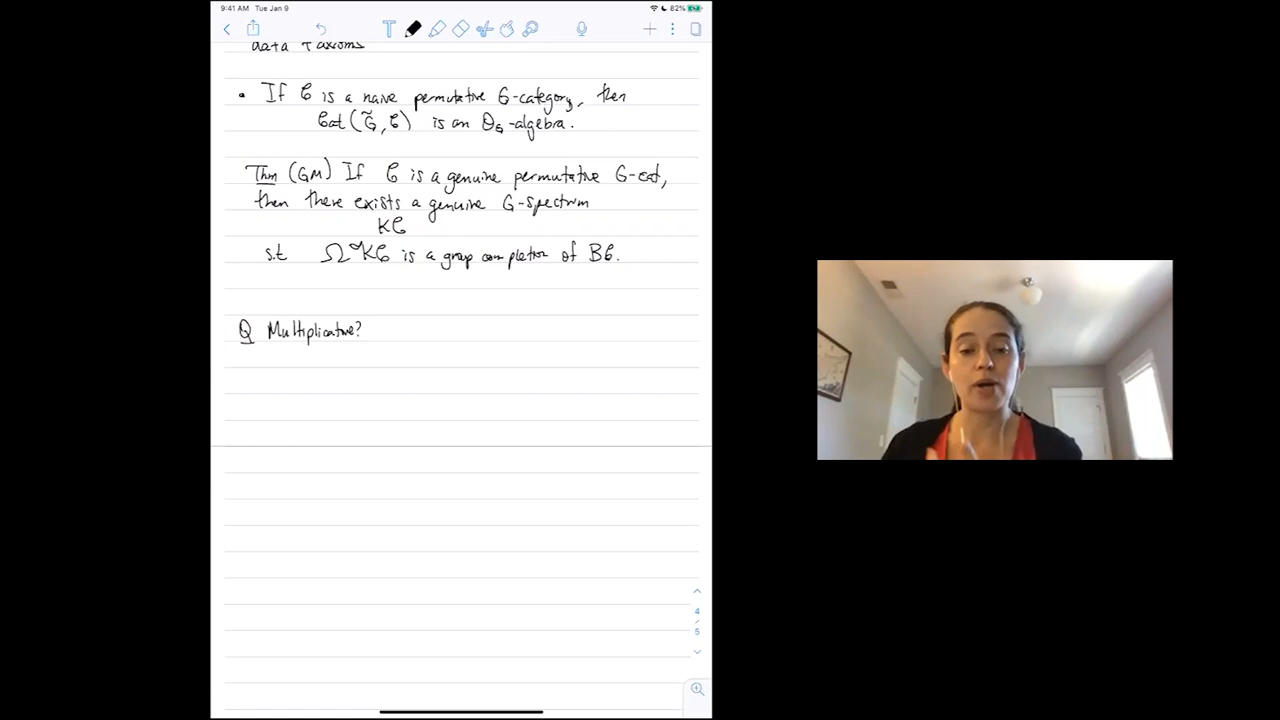 9:41 AM Tue Jan 9
82%
data + axioms
• If 𝒞 is a naive permutative G-category, then
Cat(G̃, 𝒞) is an O_G-algebra.
Thm (GM) If 𝒞 is a genuine permutative G-cat,
then there exists a genuine G-spectrum
K𝒞
s.t Ω^∞K𝒞 is a group completion of B𝒞.
Q Multiplicative?
4
/
5